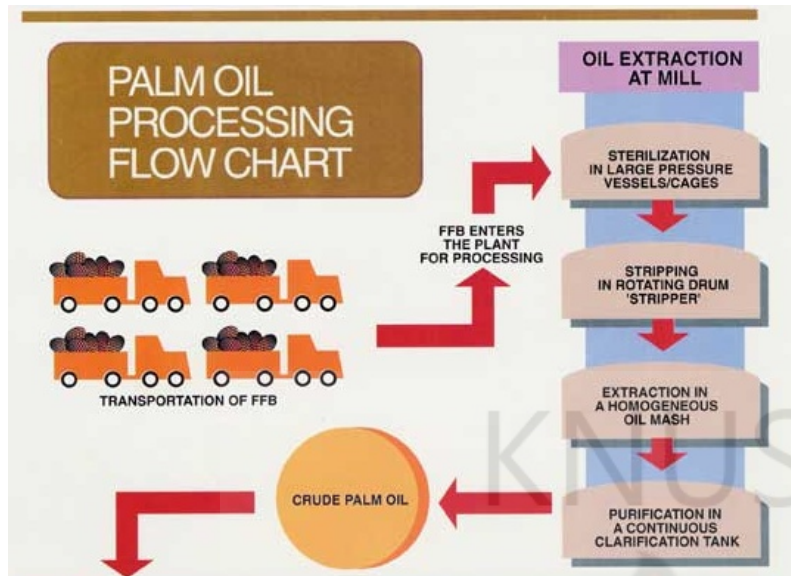 PALM OIL
PROCESSING
FLOW CHART
OIL EXTRACTION
AT MILL
STERILIZATION
IN LARGE PRESSURE
VESSELS/CAGES
FFB ENTERS
THE PLANT
FOR PROCESSING
STRIPPING
IN ROTATING DRUM
'STRIPPER'
TRANSPORTATION OF FFB
EXTRACTION IN
A HOMOGENEOUS
OIL MASH
KNUS
CRUDE PALM OIL
PURIFICATION IN
A CONTINUOUS
CLARIFICATION TANK